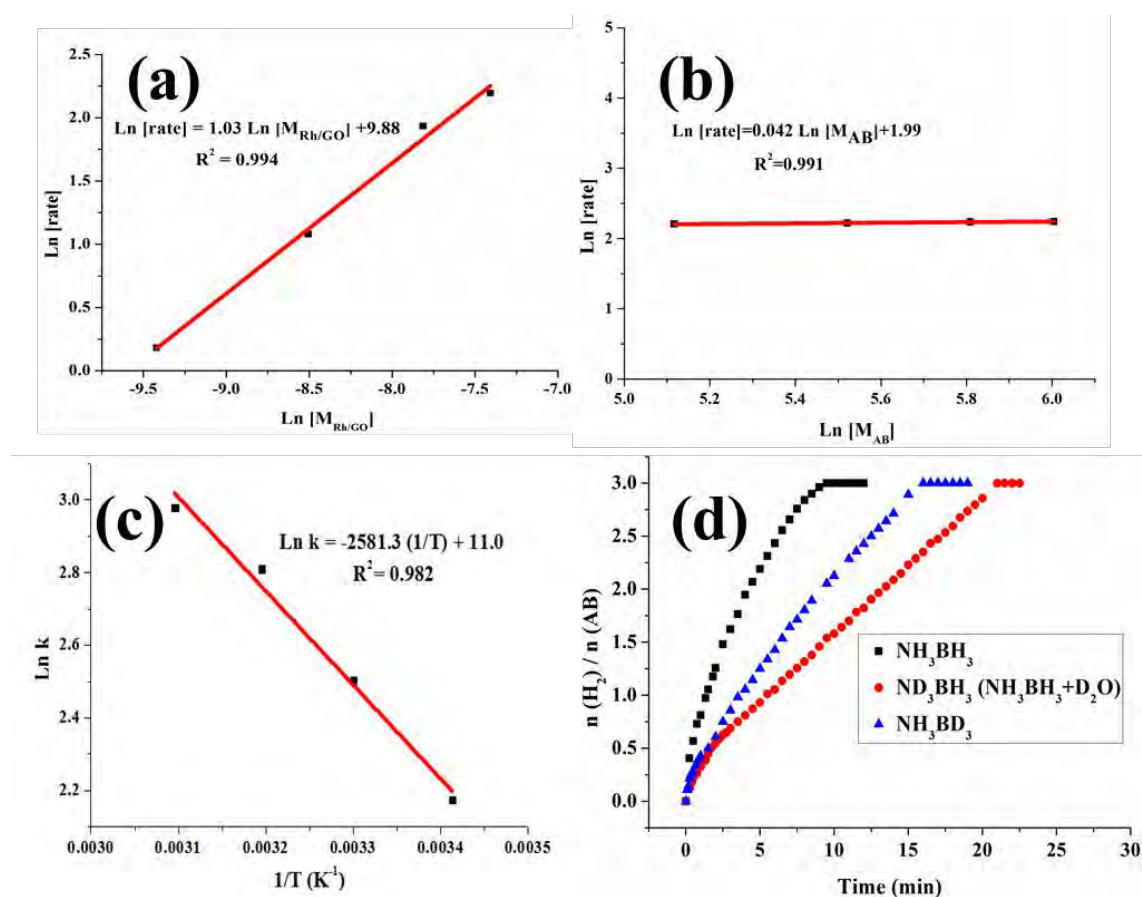 (a)
Ln [rate] = 1.03 Ln [M_Rh/GO] +9.88
R² = 0.994
Ln [rate]
2.5
2.0
1.5
1.0
0.5
0.0
-9.5 -9.0 -8.5 -8.0 -7.5 -7.0
Ln [M_Rh/GO]
(b)
Ln [rate]=0.042 Ln [M_AB]+1.99
R²=0.991
Ln [rate]
5
4
3
2
1
0
5.0 5.2 5.4 5.6 5.8 6.0
Ln [M_AB]
(c)
Ln k = -2581.3 (1/T) + 11.0
R²= 0.982
Ln k
3.0
2.8
2.6
2.4
2.2
0.0030 0.0031 0.0032 0.0033 0.0034 0.0035
1/T (K⁻¹)
(d)
n (H₂) / n (AB)
3.0
2.5
2.0
1.5
1.0
0.5
0.0
NH₃BH₃
ND₃BH₃ (NH₃BH₃+D₂O)
NH₃BD₃
0 5 10 15 20 25 30
Time (min)